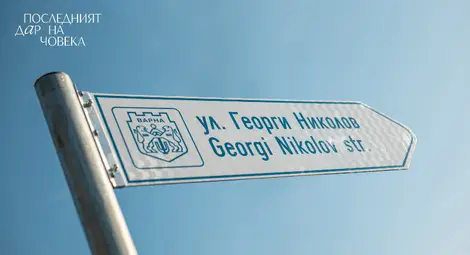 ПОСЛЕДНИЯТ
ДАР НА
ЧОВЕКА
ВАРНА
ул. Георги Николов
Georgi Nikolov str.